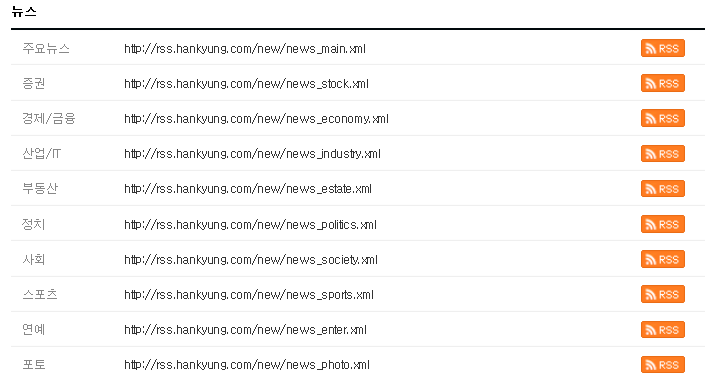 뉴스
주요뉴스 http://rss.hankyung.com/new/news_main.xml RSS
증권 http://rss.hankyung.com/new/news_stock.xml RSS
경제/금융 http://rss.hankyung.com/new/news_economy.xml RSS
산업/IT http://rss.hankyung.com/new/news_industry.xml RSS
부동산 http://rss.hankyung.com/new/news_estate.xml RSS
정치 http://rss.hankyung.com/new/news_politics.xml RSS
사회 http://rss.hankyung.com/new/news_society.xml RSS
스포츠 http://rss.hankyung.com/new/news_sports.xml RSS
연예 http://rss.hankyung.com/new/news_enter.xml RSS
포토 http://rss.hankyung.com/new/news_photo.xml RSS